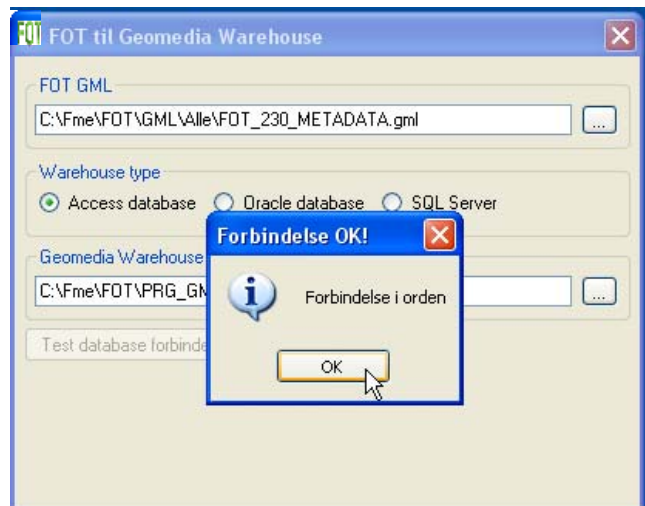 FOT FOT til Geomedia Warehouse
FOT GML
C:\Fme\FOT\GML\Alle\FOT_230_METADATA.gml
...
Warehouse type
Access database Oracle database SQL Server
Forbindelse OK!
Geomedia Warehouse
C:\Fme\FOT\PRG_GM
...
Forbindelse i orden
Test database forbinde
OK